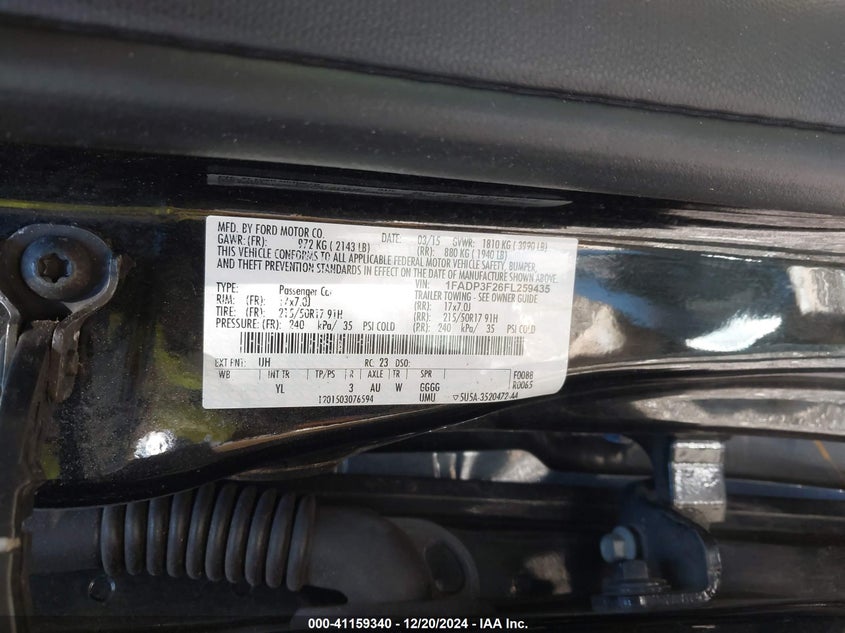 MFD. BY FORD MOTOR CO. DATE: 03/15 GVWR: 1810 KG ( 3990 LB)
GAWR: (FR): 972 KG ( 2143 LB) (RR): 880 KG ( 1940 LB)
THIS VEHICLE CONFORMS TO ALL APPLICABLE FEDERAL MOTOR VEHICLE SAFETY, BUMPER,
AND THEFT PREVENTION STANDARDS IN EFFECT ON THE DATE OF MANUFACTURE SHOWN ABOVE.
VIN: 1FADP3F26FL259435
TYPE: Passenger Car TRAILER TOWING - SEE OWNER GUIDE
RIM: (FR) 17x7.0J (RR): 17x7.0J
TIRE: (FR) 215/50R17 91H (RR): 215/50R17 91H
PRESSURE: (FR): 240 kPa/ 35 PSI COLD (RR): 240 kPa/ 35 PSI COLD
EXT PNT: UH RC: 23 DSO:
WB INT TR TP/PS R AXLE TR SPR F0088
YL 3 AU W GGGG R0065
1201503076594 UMU 5U5A-3520472-AA
000-41159340 - 12/20/2024 - IAA Inc.